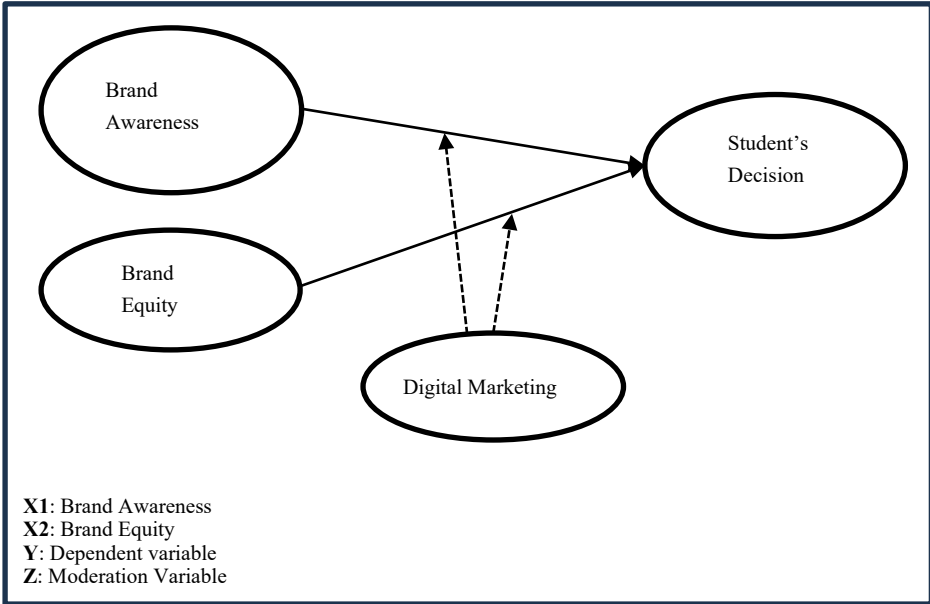 Brand
Awareness
Student’s
Decision
Brand
Equity
Digital Marketing
X1: Brand Awareness
X2: Brand Equity
Y: Dependent variable
Z: Moderation Variable